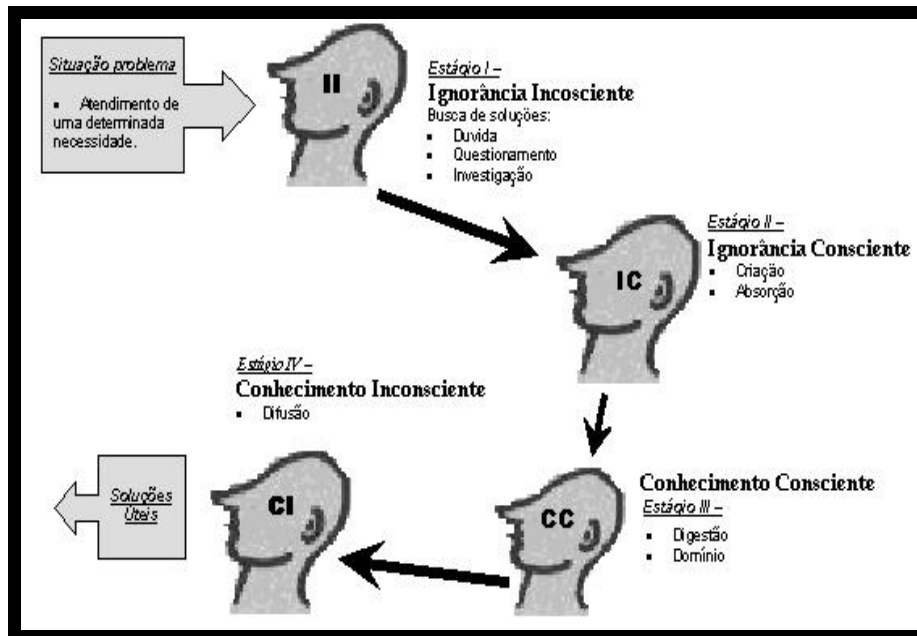 Situação problema
▪ Atendimento de
uma determinada
necessidade.
II
Estágio I –
Ignorância Incosciente
Busca de soluções:
▪ Duvida
▪ Questionamento
▪ Investigação
Estágio II –
Ignorância Consciente
▪ Criação
▪ Absorção
IC
Conhecimento Consciente
Estágio III –
▪ Digestão
▪ Domínio
CC
Estágio IV –
Conhecimento Inconsciente
▪ Difusão
CI
Soluções
Úteis